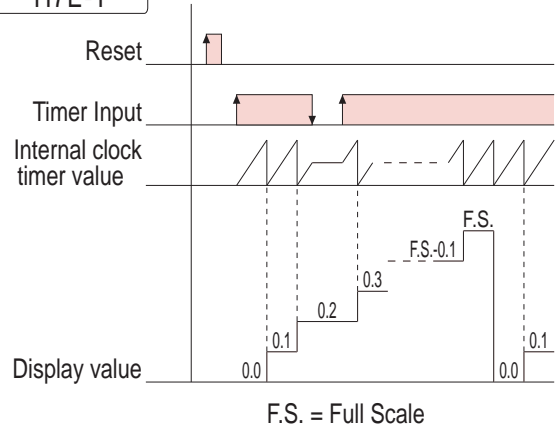 Reset
Timer Input
Internal clock
timer value
F.S.
F.S.-0.1
0.3
0.2
0.1
0.1
Display value
0.0
0.0
F.S. = Full Scale